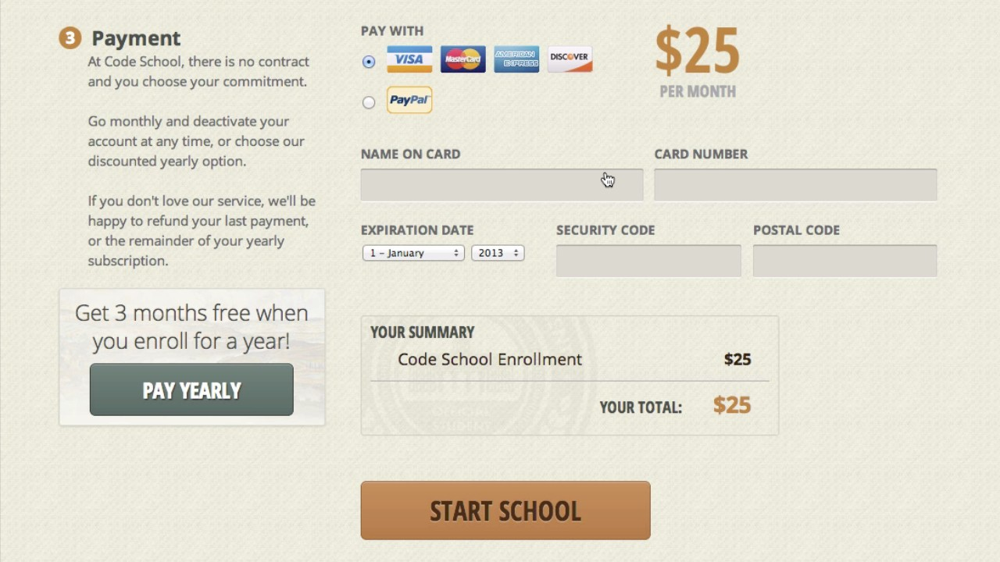 3 Payment
At Code School, there is no contract
and you choose your commitment.
Go monthly and deactivate your
account at any time, or choose our
discounted yearly option.
If you don't love our service, we'll be
happy to refund your last payment,
or the remainder of your yearly
subscription.
Get 3 months free when
you enroll for a year!
PAY YEARLY
PAY WITH
VISA MasterCard AMERICAN EXPRESS DISCOVER
PayPal
$25
PER MONTH
NAME ON CARD
CARD NUMBER
EXPIRATION DATE
1 – January 2013
SECURITY CODE
POSTAL CODE
YOUR SUMMARY
Code School Enrollment $25
YOUR TOTAL: $25
START SCHOOL